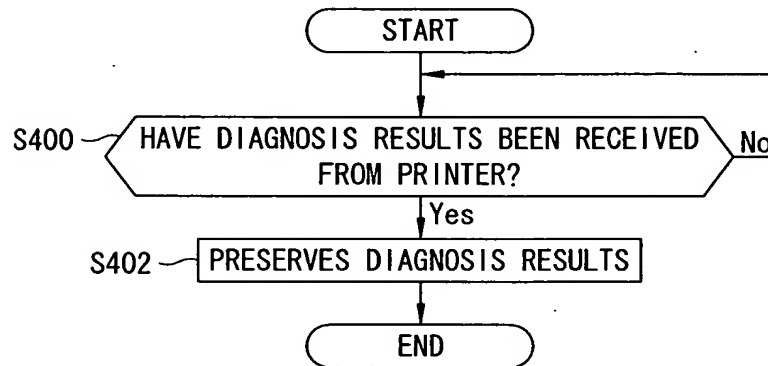 START
S400
HAVE DIAGNOSIS RESULTS BEEN RECEIVED
FROM PRINTER?
No
Yes
S402
PRESERVES DIAGNOSIS RESULTS
END